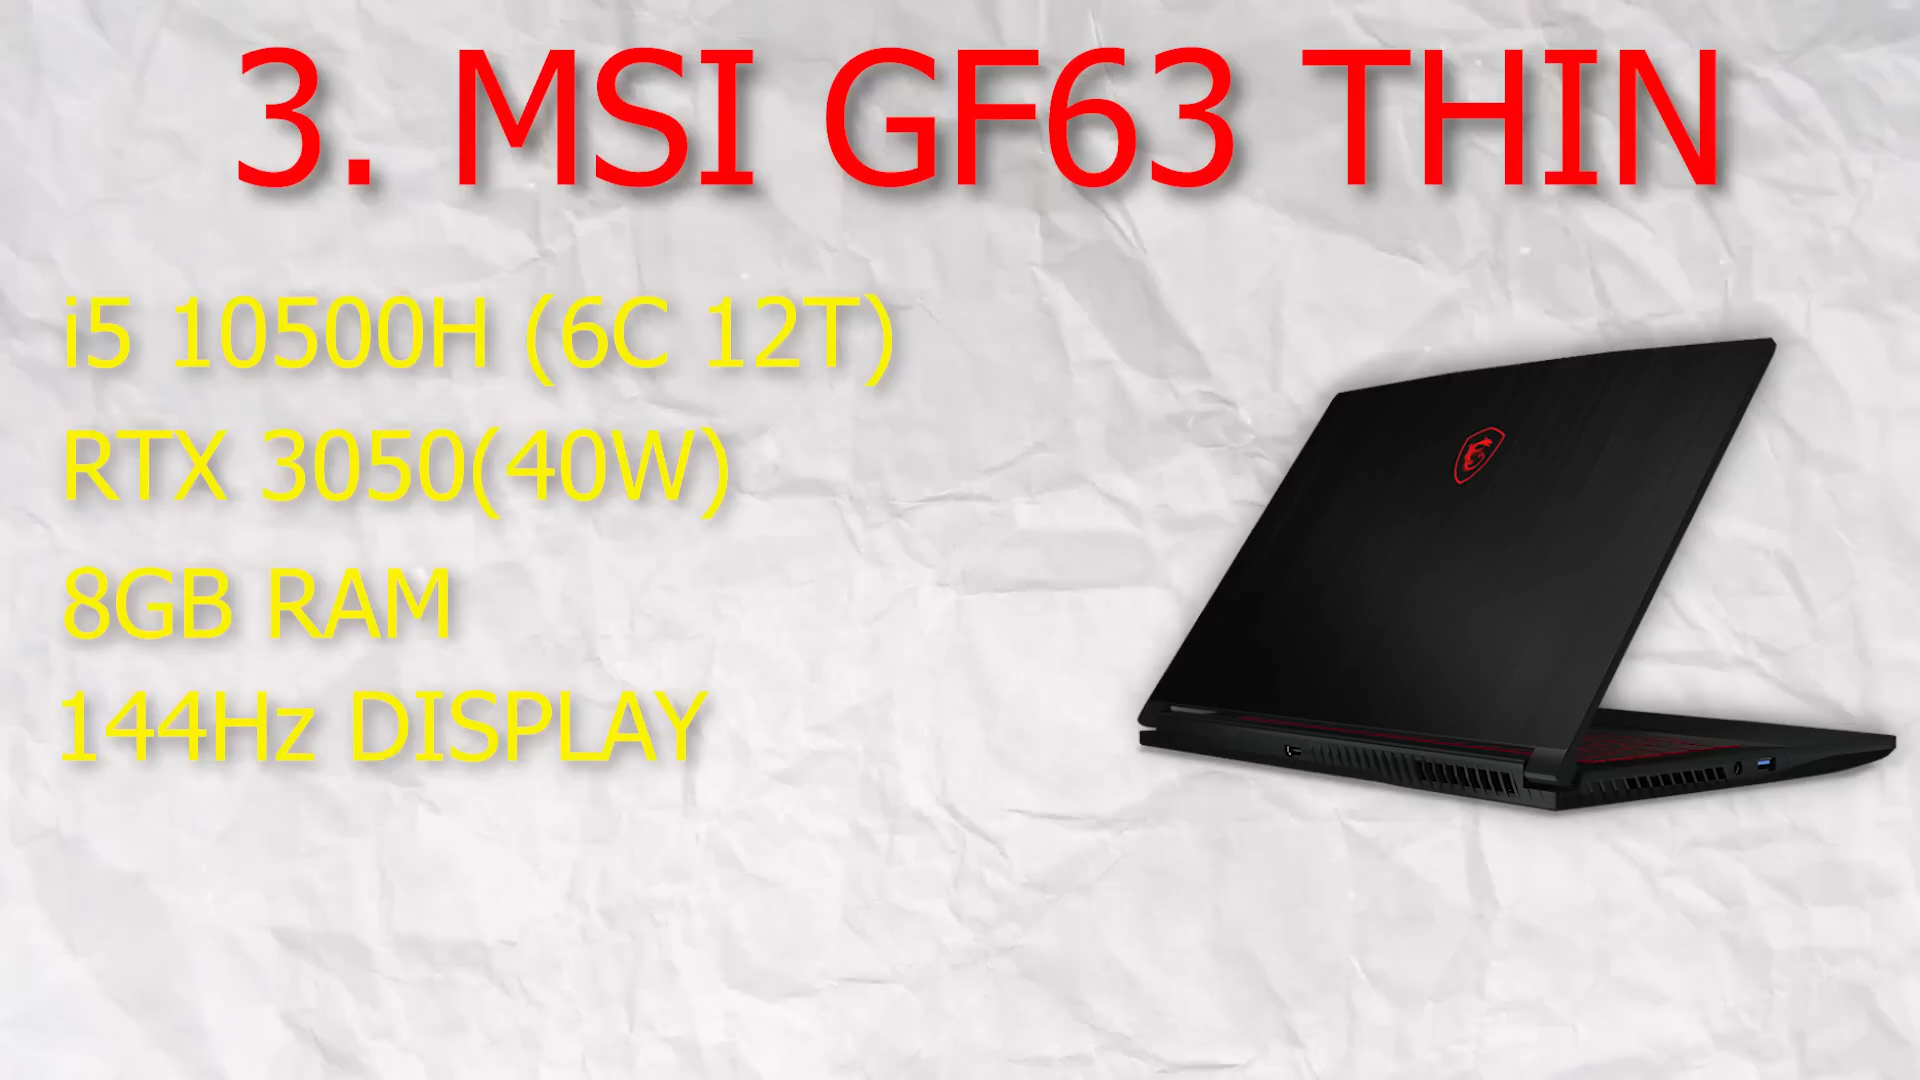 3. MSI GF63 THIN
i5 10500H (6C 12T)
RTX 3050(40W)
8GB RAM
144Hz DISPLAY